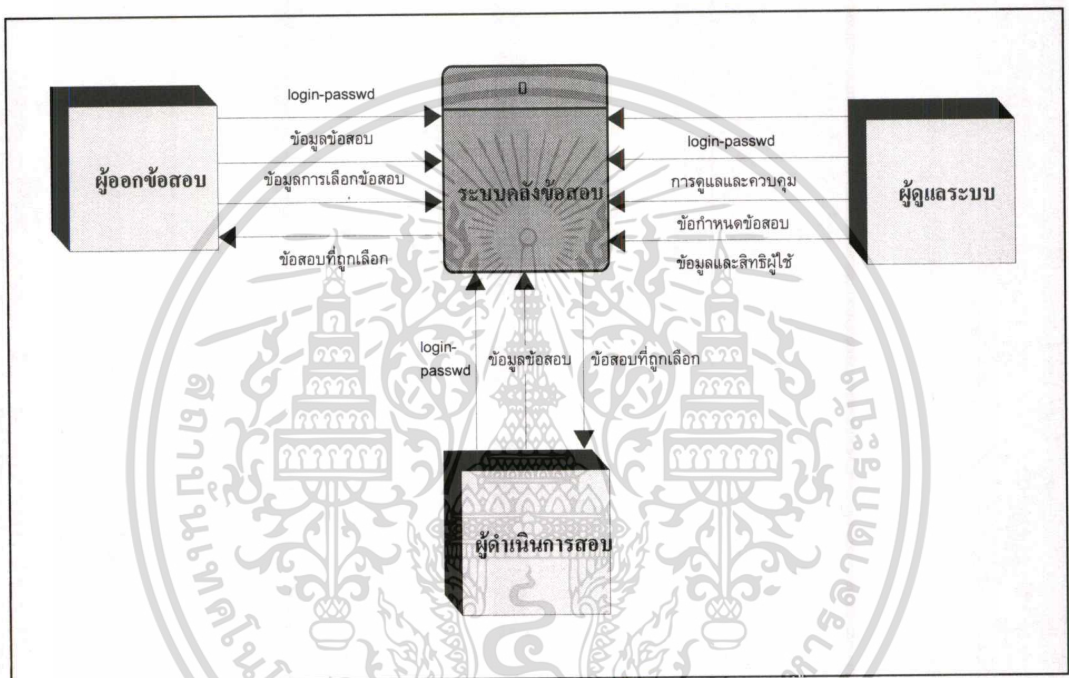 0
login-passwd
ข้อมูลข้อสอบ
ข้อมูลการเลือกข้อสอบ
ข้อสอบที่ถูกเลือก
ผู้ออกข้อสอบ
ระบบคลังข้อสอบ
login-passwd
การดูแลและควบคุม
ข้อกำหนดข้อสอบ
ข้อมูลและสิทธิผู้ใช้
ผู้ดูแลระบบ
login-
passwd
ข้อมูลข้อสอบ
ข้อสอบที่ถูกเลือก
ผู้ดำเนินการสอบ